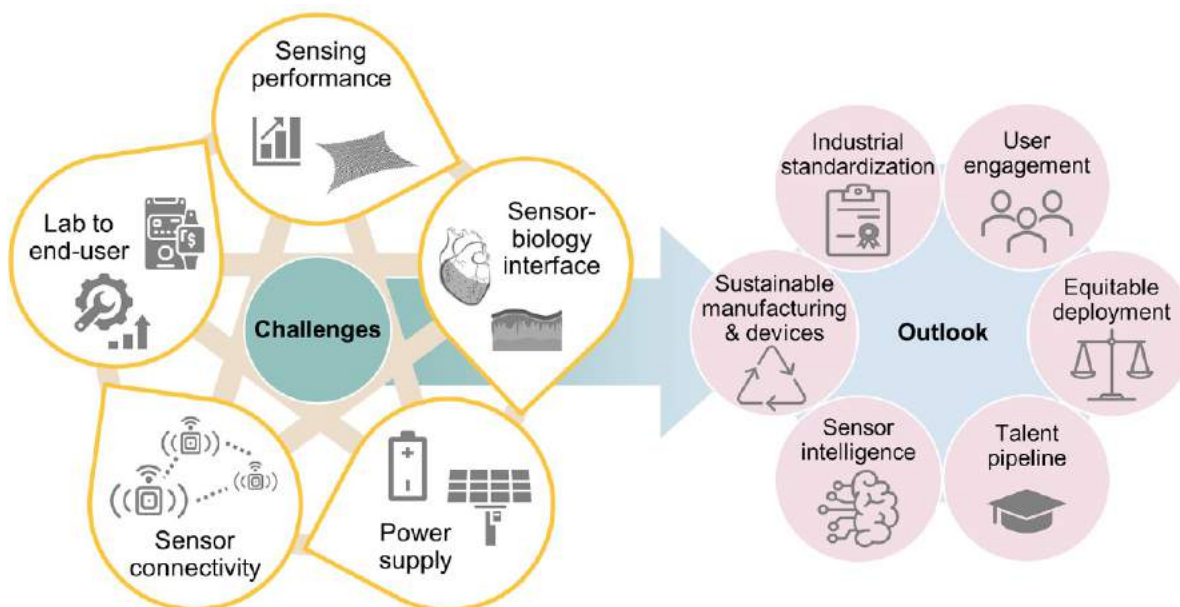 Sensing
performance
Lab to
end-user
Sensor-
biology
interface
Challenges
Sensor
connectivity
Power
supply
Industrial
standardization
User
engagement
Sustainable
manufacturing
& devices
Outlook
Equitable
deployment
Sensor
intelligence
Talent
pipeline